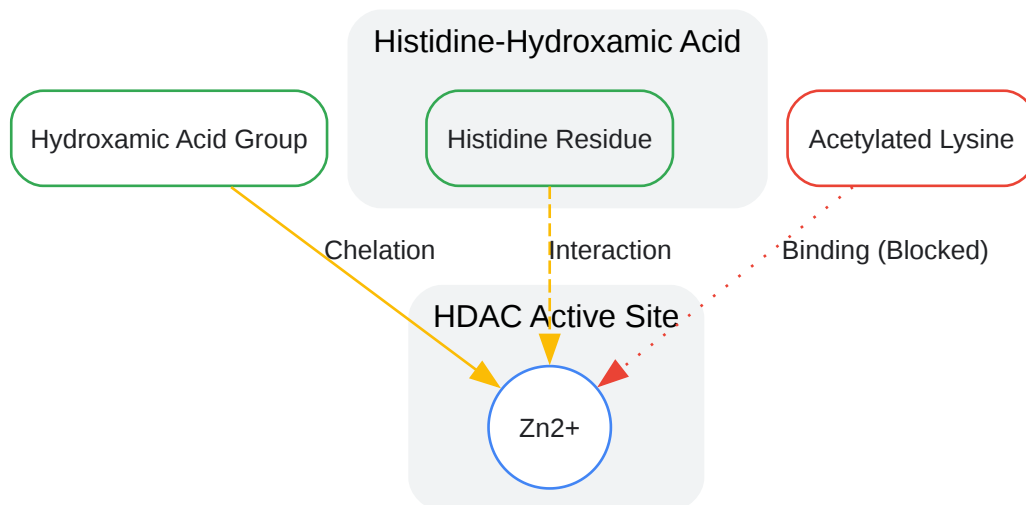 Histidine-Hydroxamic Acid
Hydroxamic Acid Group
Histidine Residue
Acetylated Lysine
Chelation
Interaction
Binding (Blocked)
HDAC Active Site
Zn2+